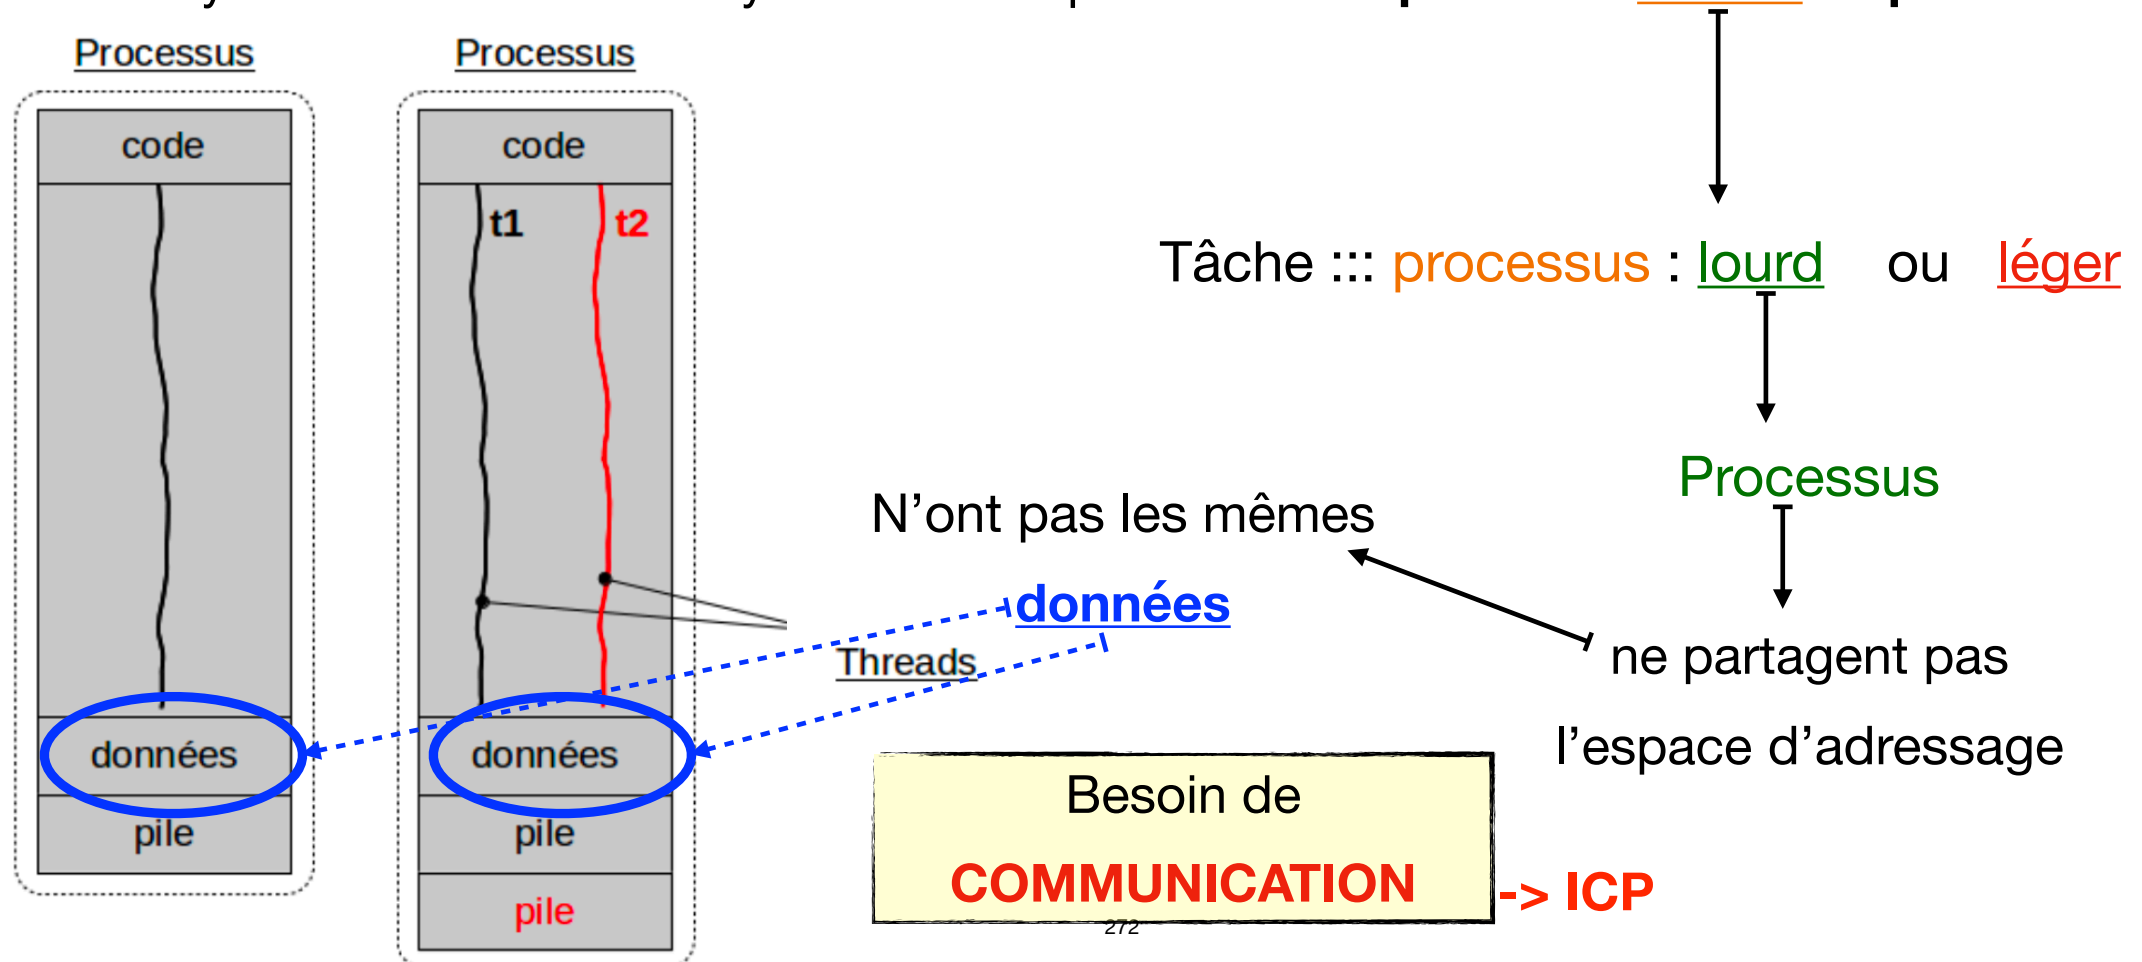 Processus
Processus
code
code
t1
t2
données
données
pile
pile
pile
Threads
Tâche ::: processus : lourd ou léger
Processus
N’ont pas les mêmes
données
ne partagent pas
l’espace d’adressage
Besoin de
COMMUNICATION
-> ICP
272